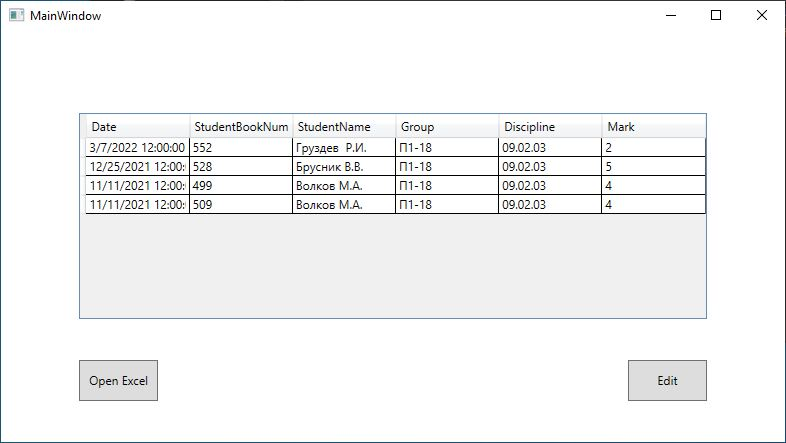 MainWindow
Date StudentBookNum StudentName Group Discipline Mark
3/7/2022 12:00:00 552 Груздев Р.И. П1-18 09.02.03 2
12/25/2021 12:00: 528 Брусник В.В. П1-18 09.02.03 5
11/11/2021 12:00: 499 Волков М.А. П1-18 09.02.03 4
11/11/2021 12:00: 509 Волков М.А. П1-18 09.02.03 4
Open Excel Edit